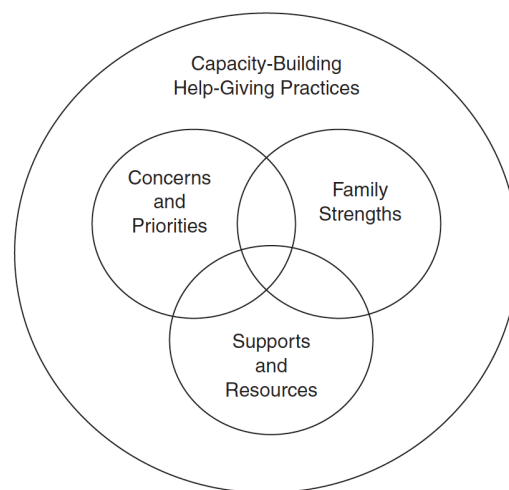 Capacity-Building
Help-Giving Practices
Concerns
and
Priorities
Family
Strengths
Supports
and
Resources